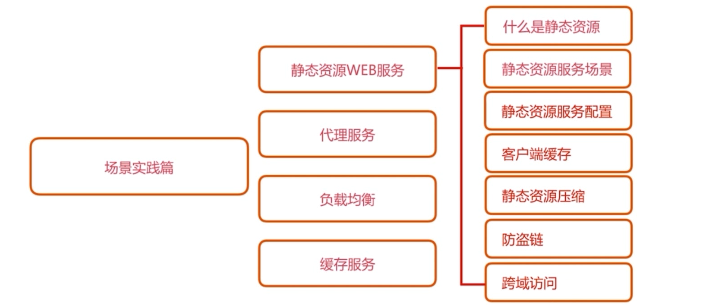 场景实践篇
静态资源WEB服务
代理服务
负载均衡
缓存服务
什么是静态资源
静态资源服务场景
静态资源服务配置
客户端缓存
静态资源压缩
防盗链
跨域访问